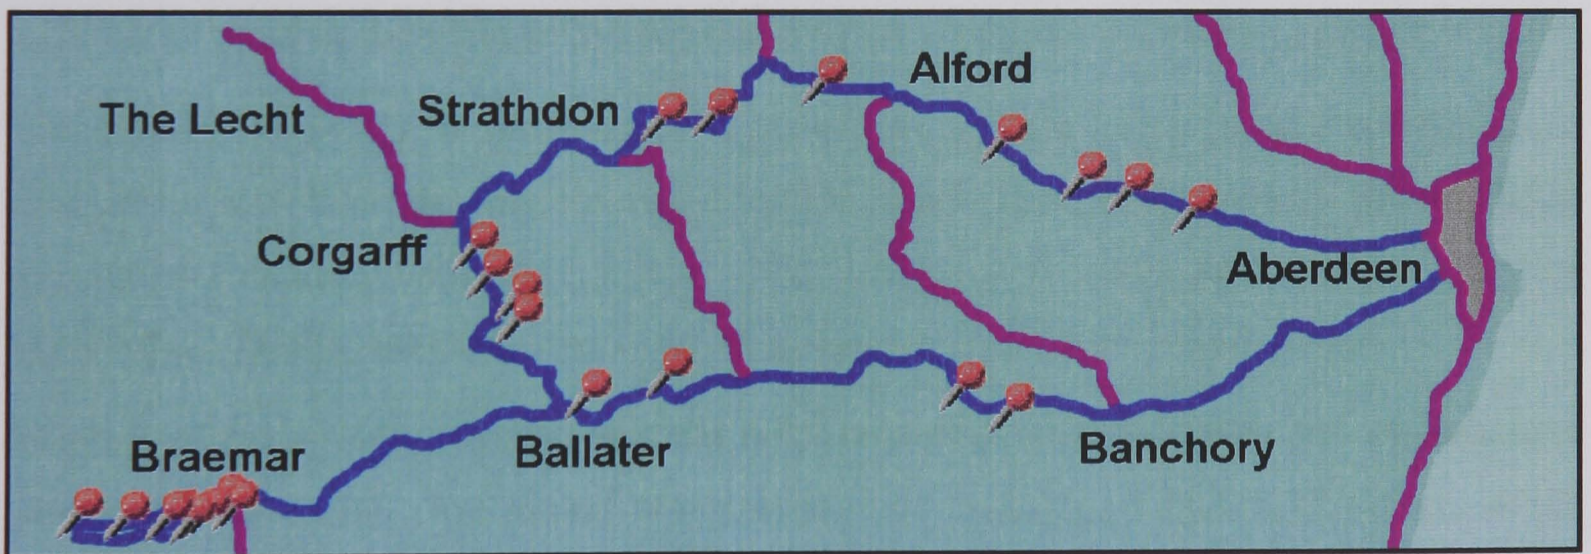 Alford
Strathdon
The Lecht
Corgarff
Aberdeen
Braemar
Ballater
Banchory